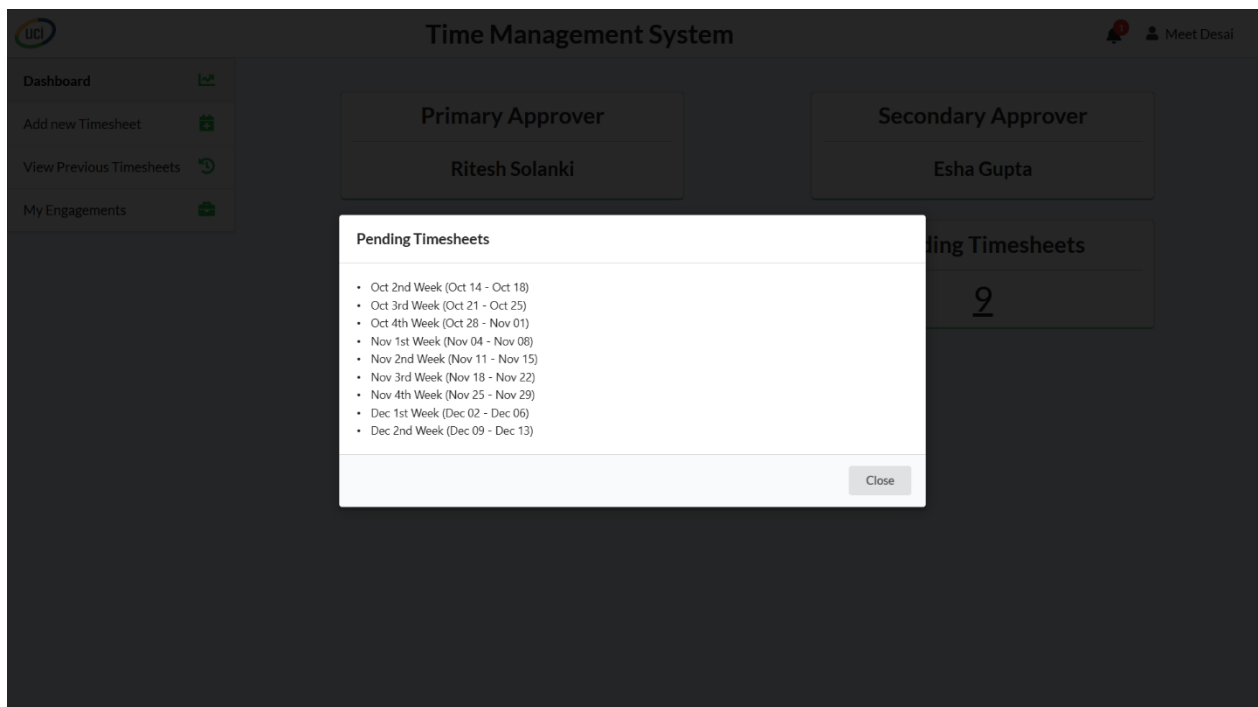 UCI
Time Management System
1
Meet Desai
Dashboard
Add new Timesheet
View Previous Timesheets
My Engagements
Primary Approver
Ritesh Solanki
Secondary Approver
Esha Gupta
ding Timesheets
9
Pending Timesheets
• Oct 2nd Week (Oct 14 - Oct 18)
• Oct 3rd Week (Oct 21 - Oct 25)
• Oct 4th Week (Oct 28 - Nov 01)
• Nov 1st Week (Nov 04 - Nov 08)
• Nov 2nd Week (Nov 11 - Nov 15)
• Nov 3rd Week (Nov 18 - Nov 22)
• Nov 4th Week (Nov 25 - Nov 29)
• Dec 1st Week (Dec 02 - Dec 06)
• Dec 2nd Week (Dec 09 - Dec 13)
Close